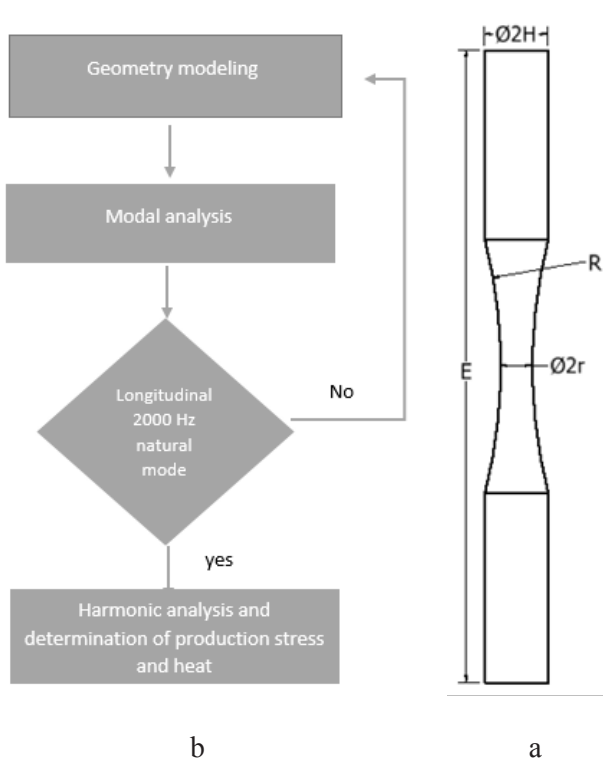 Geometry modeling
Modal analysis
Longitudinal
2000 Hz
natural
mode
No
yes
Harmonic analysis and
determination of production stress
and heat
b
Ø2H
R
Ø2r
E
a